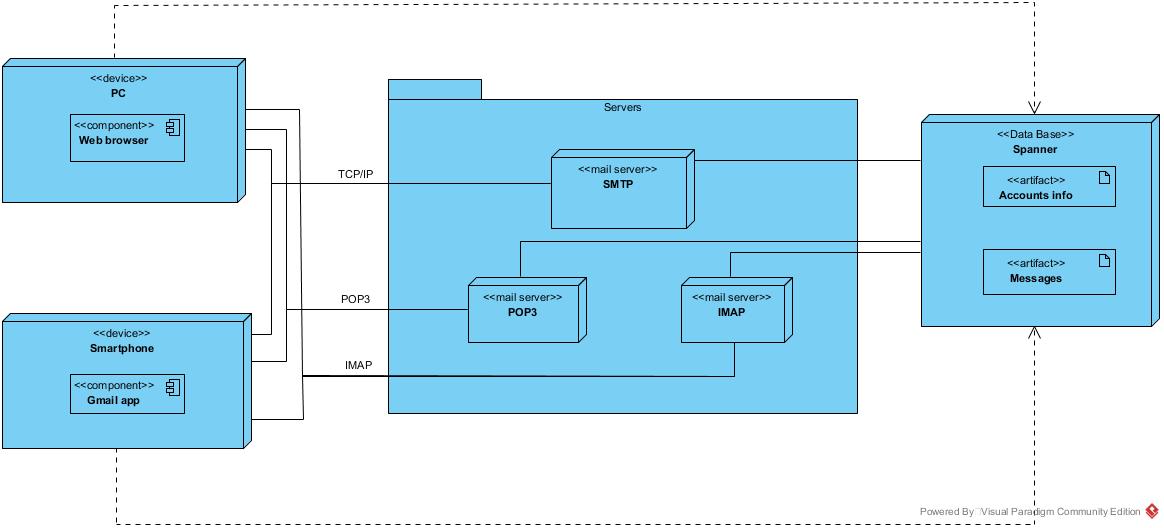 <<device>>
PC
<<component>>
Web browser
Servers
<<mail server>>
SMTP
TCP/IP
<<Data Base>>
Spanner
<<artifact>>
Accounts info
<<artifact>>
Messages
<<mail server>>
POP3
<<mail server>>
IMAP
POP3
IMAP
<<device>>
Smartphone
<<component>>
Gmail app
Powered By Visual Paradigm Community Edition